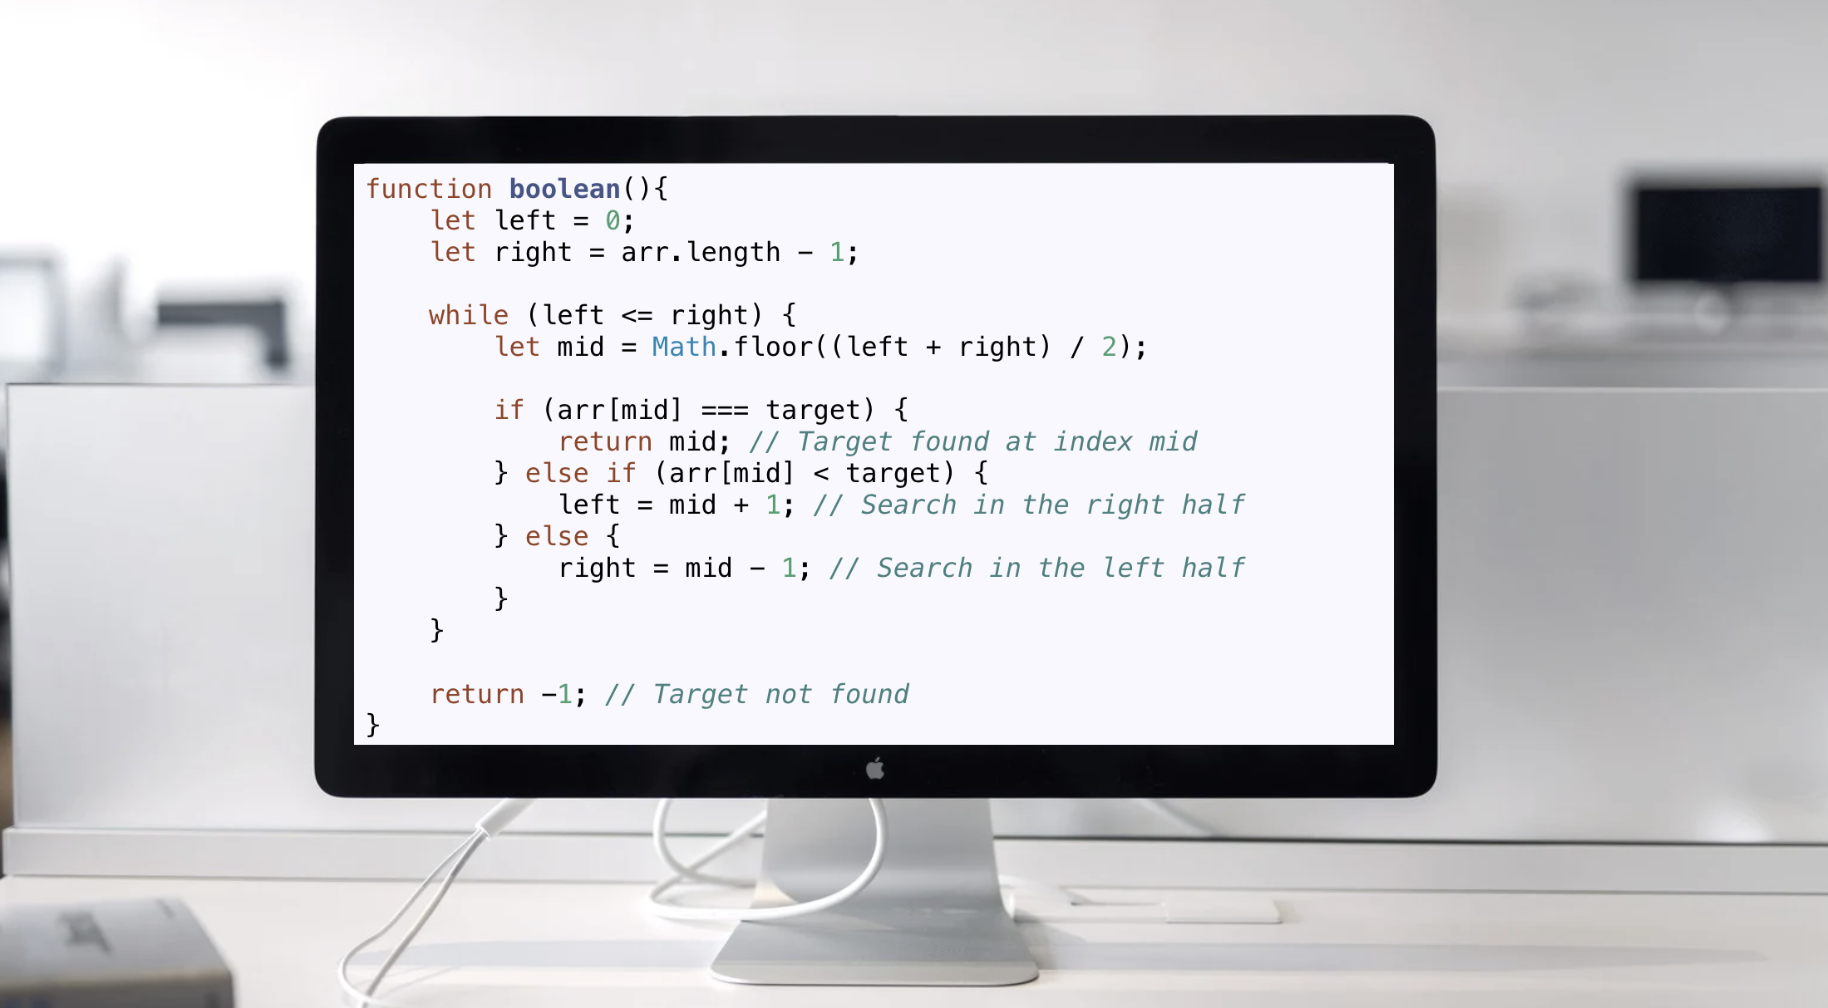 function boolean(){
    let left = 0;
    let right = arr.length - 1;
    while (left <= right) {
        let mid = Math.floor((left + right) / 2);
        if (arr[mid] === target) {
            return mid; // Target found at index mid
        } else if (arr[mid] < target) {
            left = mid + 1; // Search in the right half
        } else {
            right = mid - 1; // Search in the left half
        }
    }
    return -1; // Target not found
}